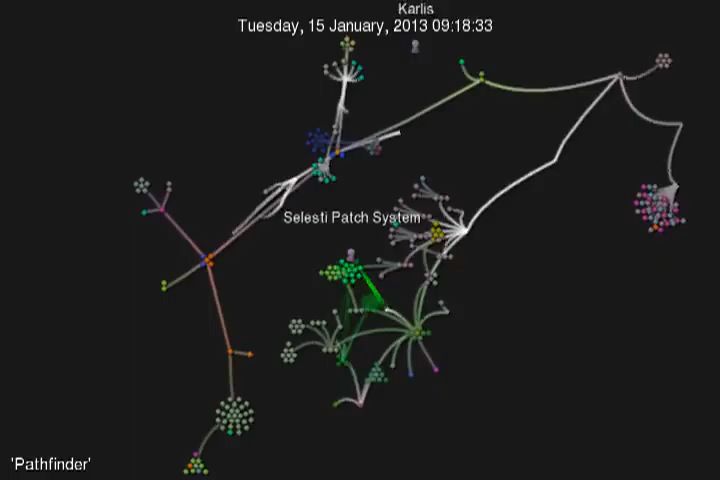 Karlis
Tuesday, 15 January, 2013 09:18:33
Selesti Patch System
'Pathfinder'